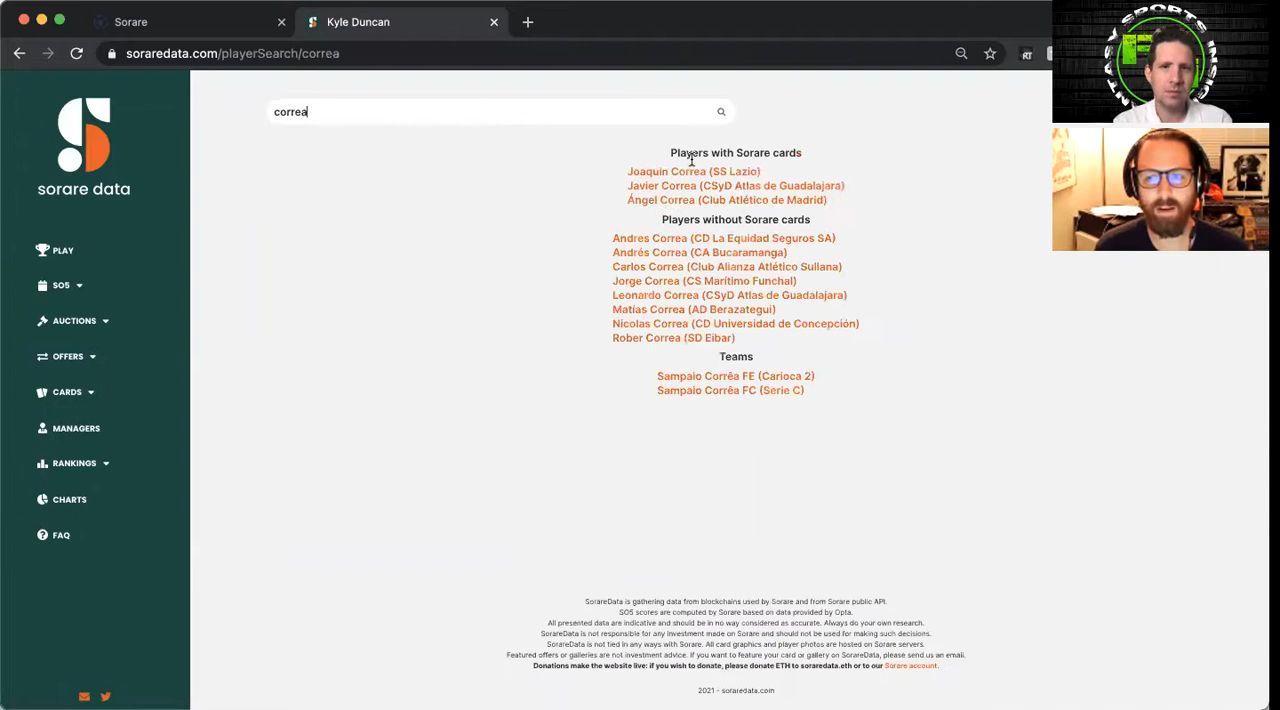 Sorare
Kyle Duncan
soraredata.com/playerSearch/correa
RT
sorare data
PLAY
SO5
AUCTIONS
OFFERS
CARDS
MANAGERS
RANKINGS
CHARTS
FAQ
correa
Players with Sorare cards
Joaquín Correa (SS Lazio)
Javier Correa (CSyD Atlas de Guadalajara)
Ángel Correa (Club Atlético de Madrid)
Players without Sorare cards
Andres Correa (CD La Equidad Seguros SA)
Andrés Correa (CA Bucaramanga)
Carlos Correa (Club Alianza Atlético Sullana)
Jorge Correa (CS Marítimo Funchal)
Leonardo Correa (CSyD Atlas de Guadalajara)
Matías Correa (AD Berazategui)
Nicolas Correa (CD Universidad de Concepción)
Rober Correa (SD Eibar)
Teams
Sampaio Corrêa FE (Carioca 2)
Sampaio Corrêa FC (Serie C)
SorareData is gathering data from blockchains used by Sorare and from Sorare public API.
SO5 scores are computed by Sorare based on data provided by Opta.
All presented data are indicative and should be in no way considered as accurate. Always do your own research.
SorareData is not responsible for any investment made on Sorare and should not be used for making such decisions.
SorareData is not tied in any ways with Sorare. All card graphics and player photos are hosted on Sorare servers.
Featured offers or galleries are not investment advice. If you want to feature your card or gallery on SorareData, please send us an email.
Donations make the website live: if you wish to donate, please donate ETH to soraredata.eth or to our Sorare account.
2021 - soraredata.com
SPORTS